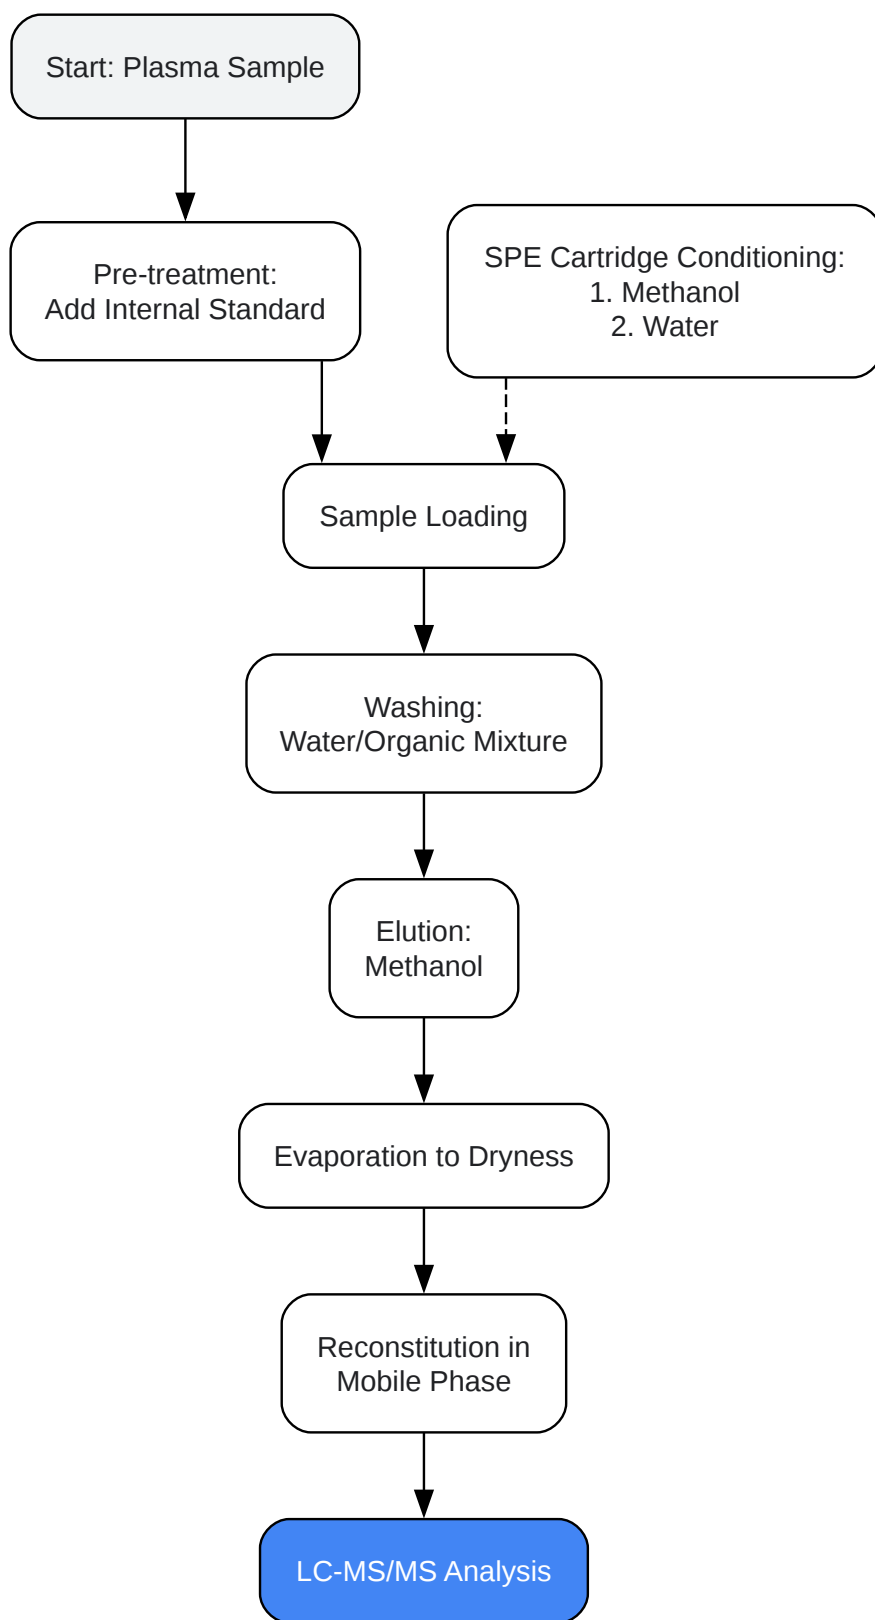 Start: Plasma Sample
Pre-treatment:
Add Internal Standard
SPE Cartridge Conditioning:
1. Methanol
2. Water
Sample Loading
Washing:
Water/Organic Mixture
Elution:
Methanol
Evaporation to Dryness
Reconstitution in
Mobile Phase
LC-MS/MS Analysis